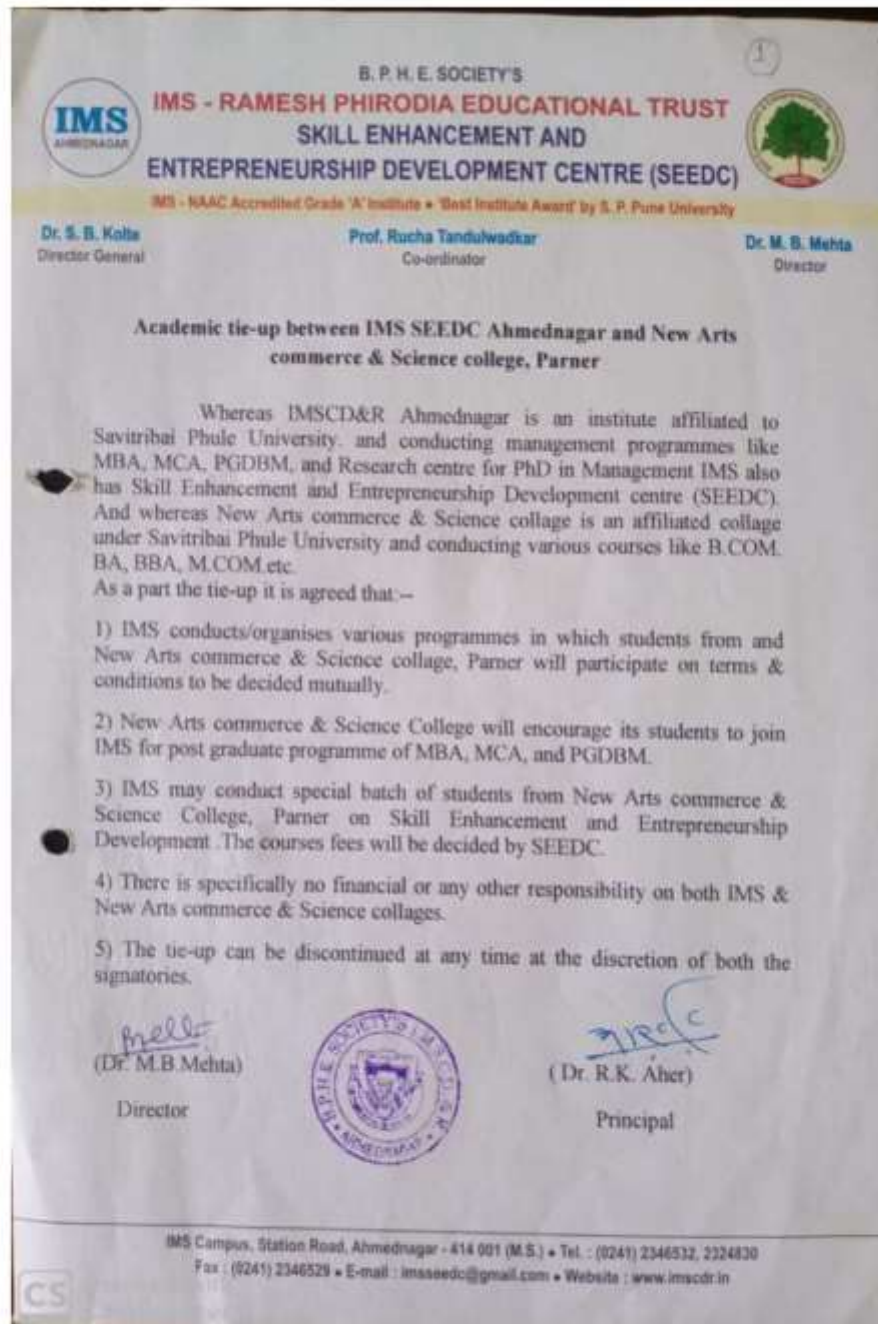 1
B. P. H. E. SOCIETY'S
IMS - RAMESH PHIRODIA EDUCATIONAL TRUST
SKILL ENHANCEMENT AND
ENTREPRENEURSHIP DEVELOPMENT CENTRE (SEEDC)
IMS
AHMEDNAGAR
IMS - NAAC Accredited Grade 'A' Institute • 'Best Institute Award' by S. P. Pune University
Dr. S. B. Kolte
Director General
Prof. Rucha Tandulwadkar
Co-ordinator
Dr. M. B. Mehta
Director
Academic tie-up between IMS SEEDC Ahmednagar and New Arts
commerce & Science college, Parner
Whereas IMSCD&R Ahmednagar is an institute affiliated to
Savitribai Phule University. and conducting management programmes like
MBA, MCA, PGDBM, and Research centre for PhD in Management IMS also
has Skill Enhancement and Entrepreneurship Development centre (SEEDC).
And whereas New Arts commerce & Science collage is an affiliated collage
under Savitribai Phule University and conducting various courses like B.COM.
BA, BBA, M.COM etc.
As a part the tie-up it is agreed that:--
1) IMS conducts/organises various programmes in which students from and
New Arts commerce & Science collage, Parner will participate on terms &
conditions to be decided mutually.
2) New Arts commerce & Science College will encourage its students to join
IMS for post graduate programme of MBA, MCA, and PGDBM.
3) IMS may conduct special batch of students from New Arts commerce &
Science College, Parner on Skill Enhancement and Entrepreneurship
Development .The courses fees will be decided by SEEDC.
4) There is specifically no financial or any other responsibility on both IMS &
New Arts commerce & Science collages.
5) The tie-up can be discontinued at any time at the discretion of both the
signatories.
(Dr. M.B.Mehta)
Director
B.P.H.E SOCIETY'S I.M.S.C.D.& R
AHMEDNAGAR
( Dr. R.K. Aher)
Principal
IMS Campus, Station Road, Ahmednagar - 414 001 (M.S.) • Tel. : (0241) 2346532, 2324830
Fax : (0241) 2346529 • E-mail : imsseedc@gmail.com • Website : www.imscdr.in
CS